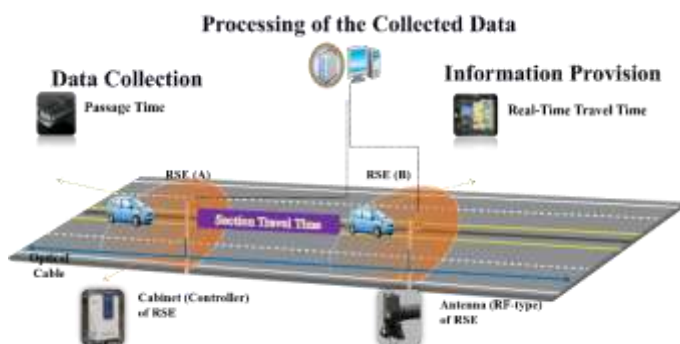 Processing of the Collected Data
Data Collection
Passage Time
Information Provision
Real-Time Travel Time
RSE (A)
RSE (B)
Section Travel Time
Optical
Cable
Cabinet (Controller)
of RSE
Antenna (RF-type)
of RSE